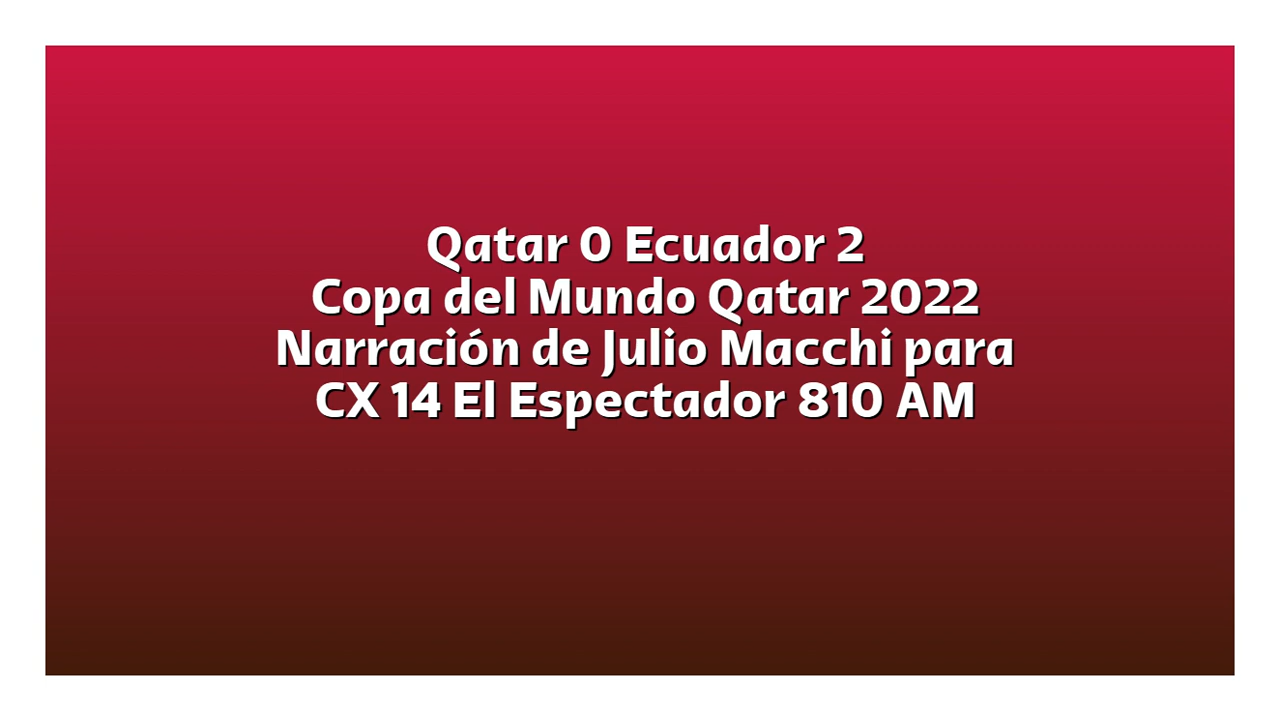 Qatar 0 Ecuador 2
Copa del Mundo Qatar 2022
Narración de Julio Macchi para
CX 14 El Espectador 810 AM